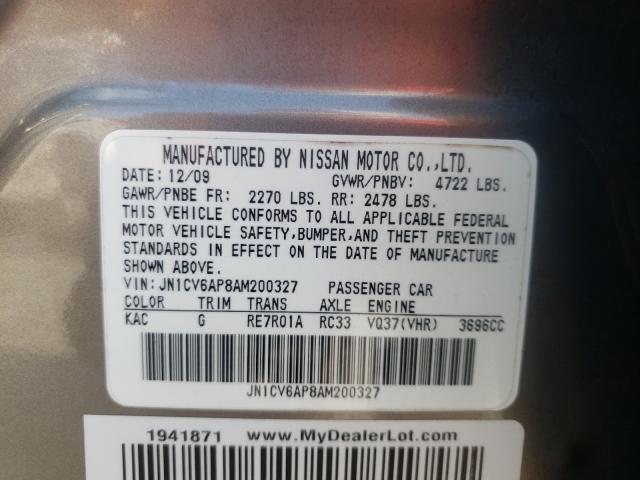 MANUFACTURED BY NISSAN MOTOR CO.,LTD.
DATE: 12/09 GVWR/PNBV: 4722 LBS.
GAWR/PNBE FR: 2270 LBS. RR: 2478 LBS.
THIS VEHICLE CONFORMS TO ALL APPLICABLE FEDERAL
MOTOR VEHICLE SAFETY,BUMPER,AND THEFT PREVENTION
STANDARDS IN EFFECT ON THE DATE OF MANUFACTURE
SHOWN ABOVE.
VIN: JN1CV6AP8AM200327 PASSENGER CAR
COLOR TRIM TRANS AXLE ENGINE
KAC G RE7R01A RC33 VQ37(VHR) 3696CC
JN1CV6AP8AM200327
1941871 www.MyDealerLot.com